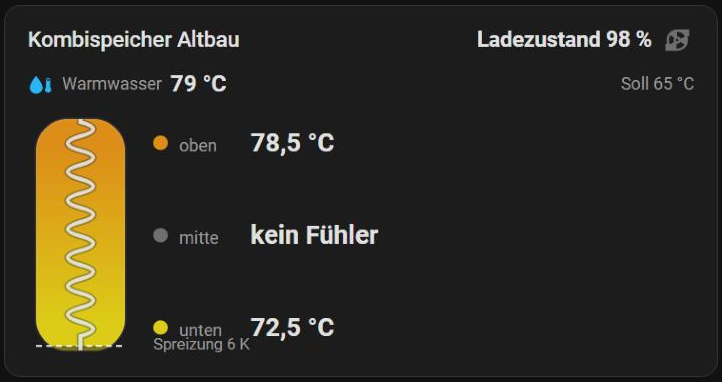 Kombispeicher Altbau Ladezustand 98 %
Warmwasser 79 °C Soll 65 °C
oben 78,5 °C
mitte kein Fühler
unten 72,5 °C
Spreizung 6 K